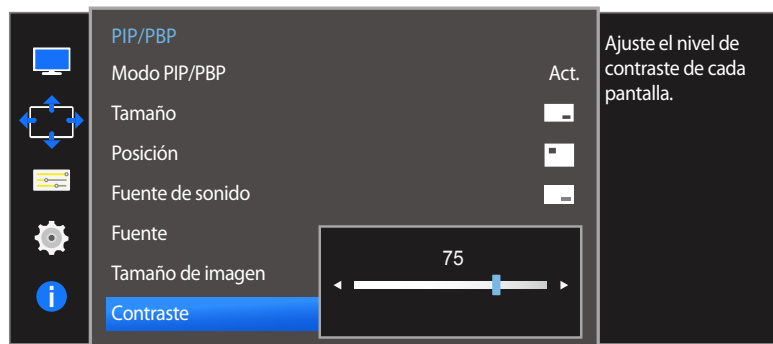 PIP/PBP
Modo PIP/PBP Act.
Tamaño
Posición
Fuente de sonido
Fuente
Tamaño de imagen
Contraste
75
Ajuste el nivel de
contraste de cada
pantalla.